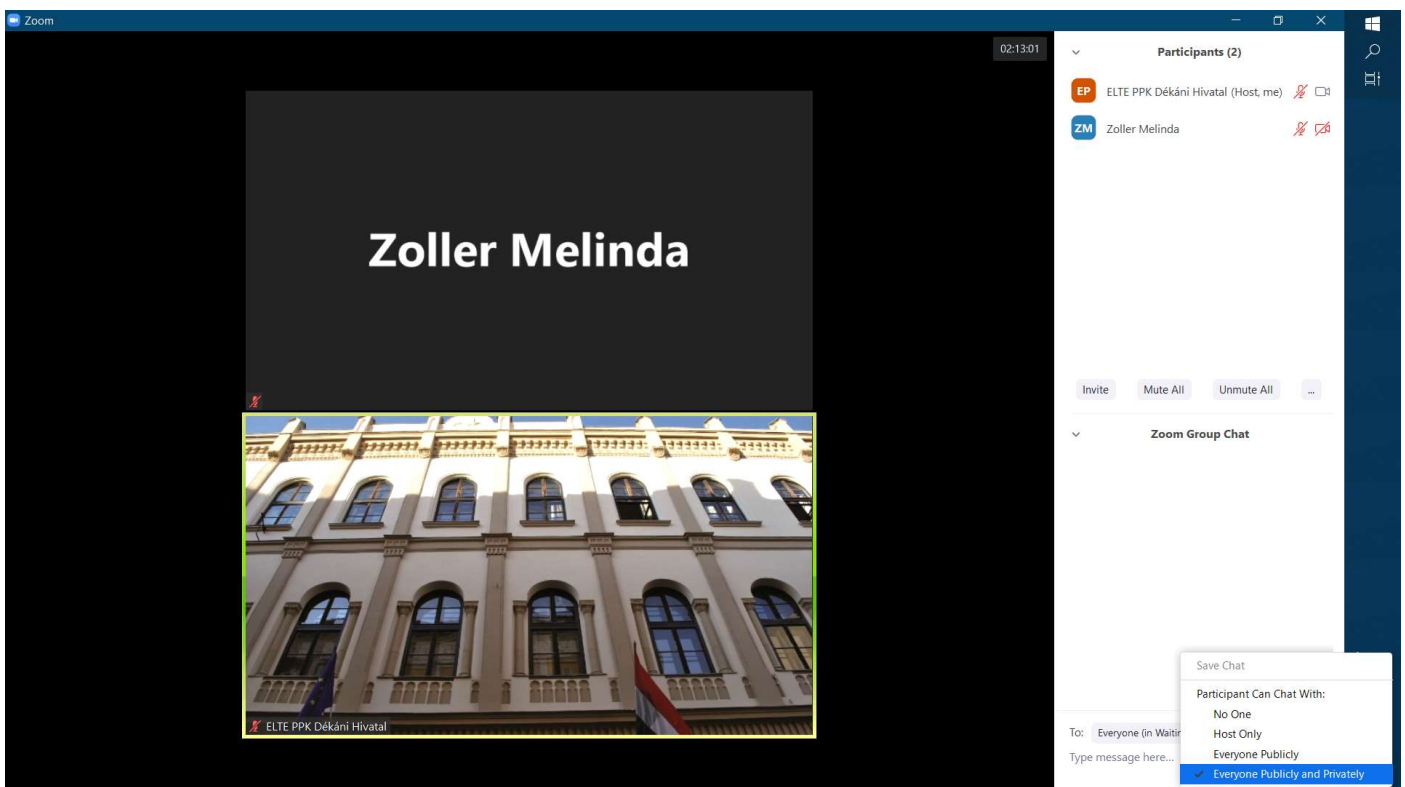 Zoom
02:13:01
Zoller Melinda
ELTE PPK Dékáni Hivatal
Participants (2)
EP ELTE PPK Dékáni Hivatal (Host, me)
ZM Zoller Melinda
Invite Mute All Unmute All ...
Zoom Group Chat
To: Everyone (in
Type message here...
Save Chat
Participant Can Chat With:
No One
Host Only
Everyone Publicly
Everyone Publicly and Privately